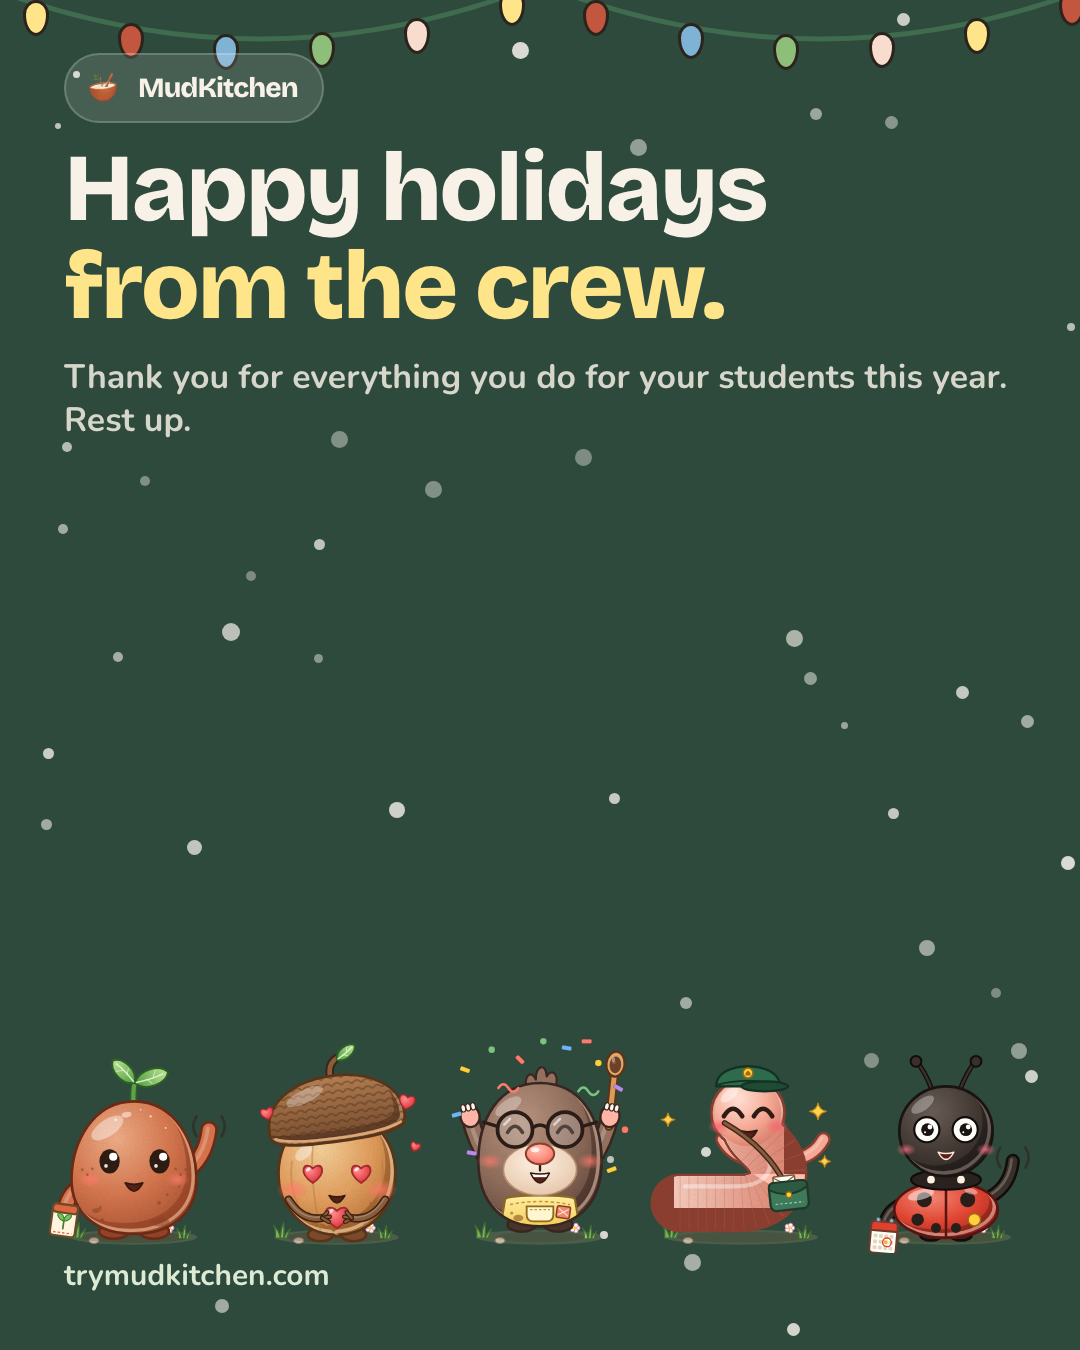 MudKitchen
Happy holidays
from the crew.
Thank you for everything you do for your students this year.
Rest up.
trymudkitchen.com